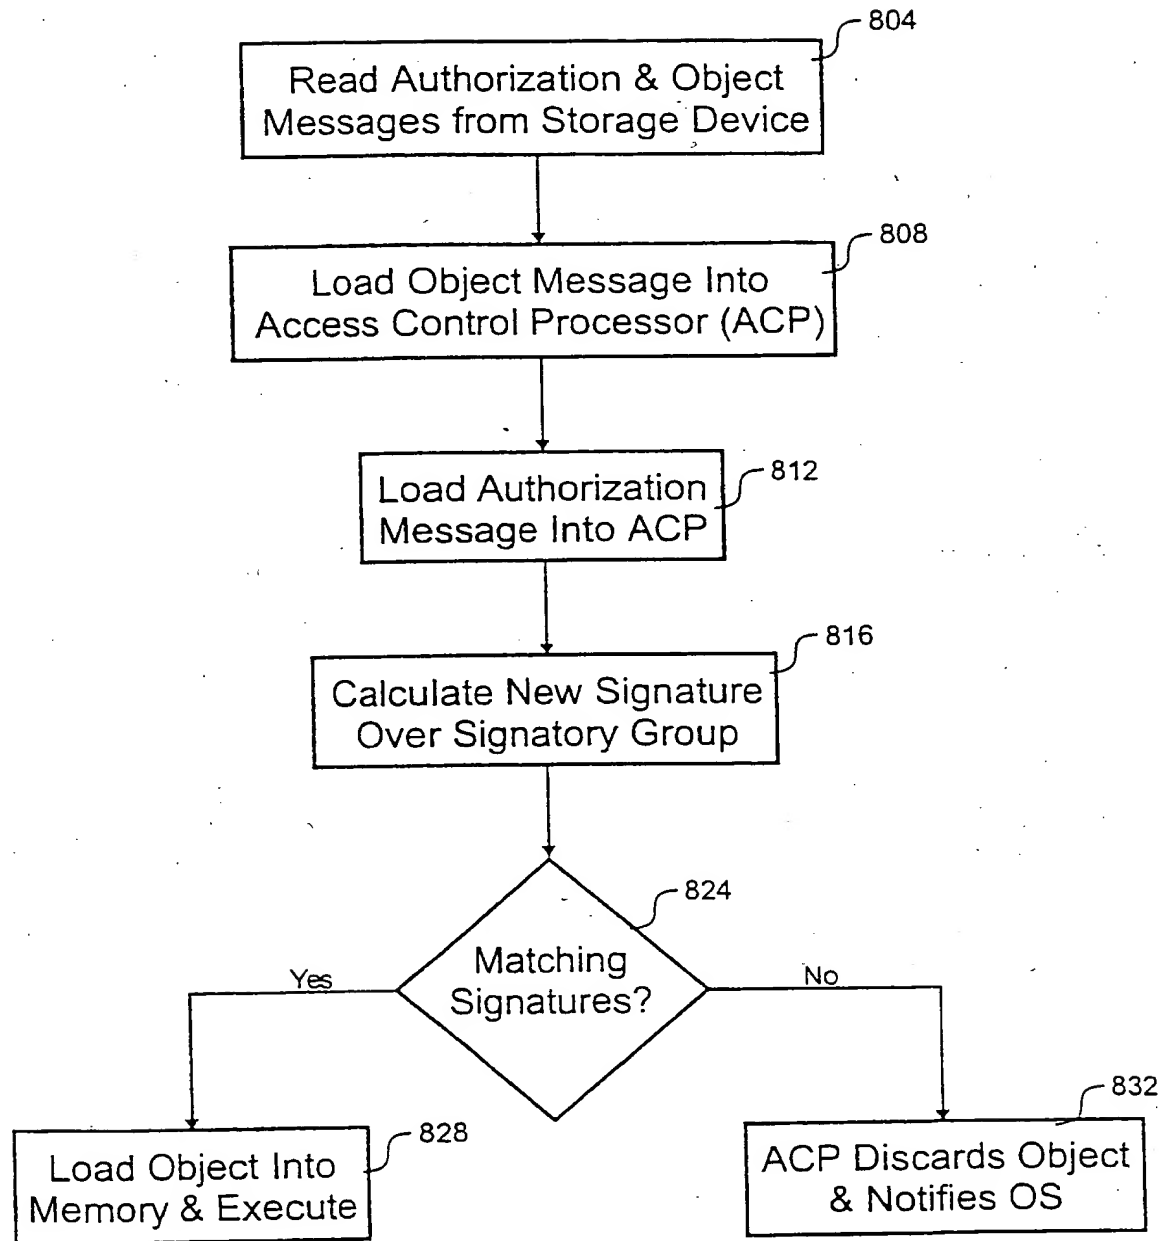 804
Read Authorization & Object
Messages from Storage Device
808
Load Object Message Into
Access Control Processor (ACP)
812
Load Authorization
Message Into ACP
816
Calculate New Signature
Over Signatory Group
824
Matching
Signatures?
Yes
No
828
Load Object Into
Memory & Execute
832
ACP Discards Object
& Notifies OS